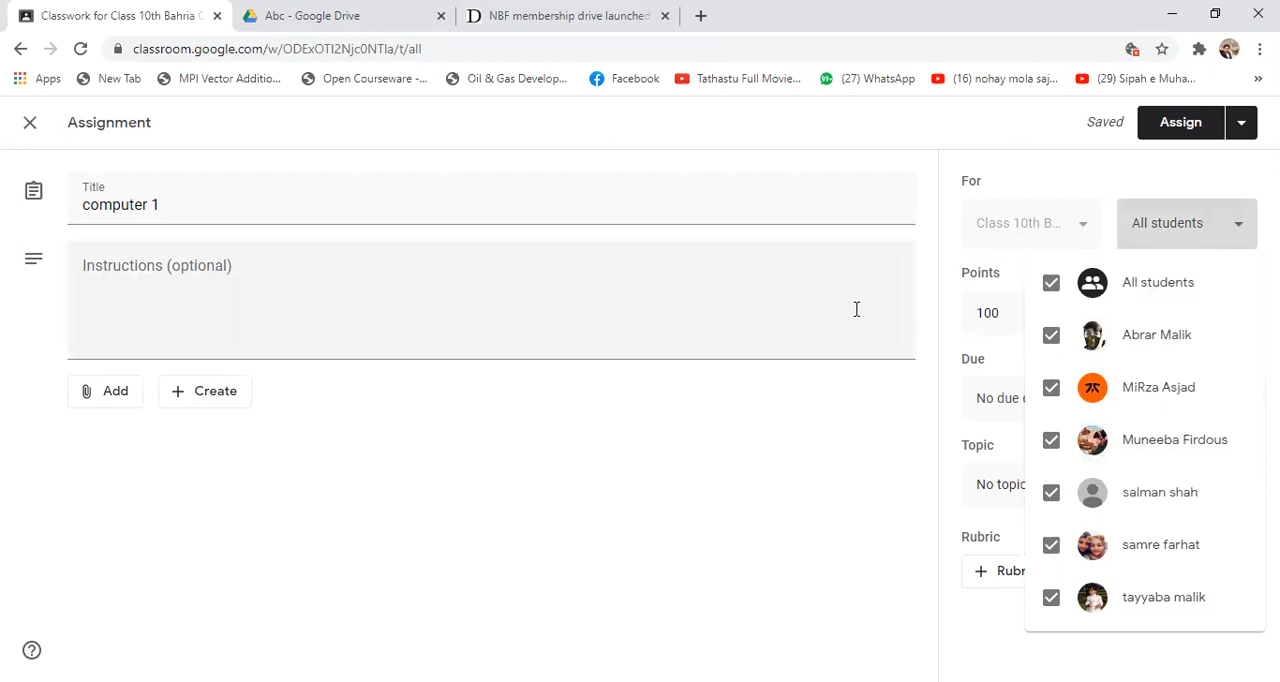 Classwork for Class 10th Bahria C
Abc - Google Drive
NBF membership drive launched
classroom.google.com/w/ODExOTI2Njc0NTIa/t/all
Apps
New Tab
MPI Vector Additio...
Open Courseware -...
Oil & Gas Develop...
Facebook
Tathastu Full Movie...
99+
(27) WhatsApp
(16) nohay mola saj...
(29) Sipah e Muha...
»
Assignment
Saved
Assign
Title
computer 1
Instructions (optional)
Add
Create
For
Class 10th B...
All students
Points
100
Due
No due
Topic
No topic
Rubric
Rubr
All students
Abrar Malik
MiRza Asjad
Muneeba Firdous
salman shah
samre farhat
tayyaba malik